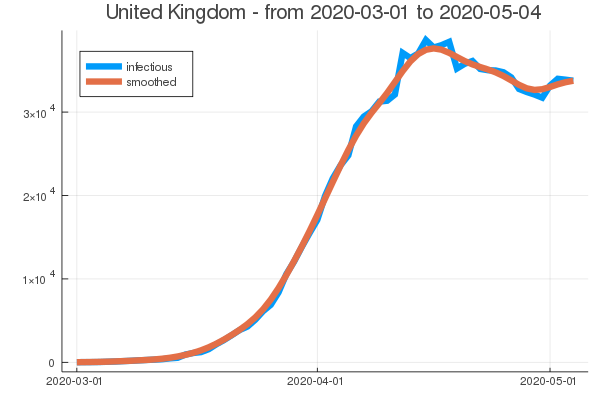 United Kingdom - from 2020-03-01 to 2020-05-04
infectious
smoothed
3×10⁴
2×10⁴
1×10⁴
0
2020-03-01 2020-04-01 2020-05-01